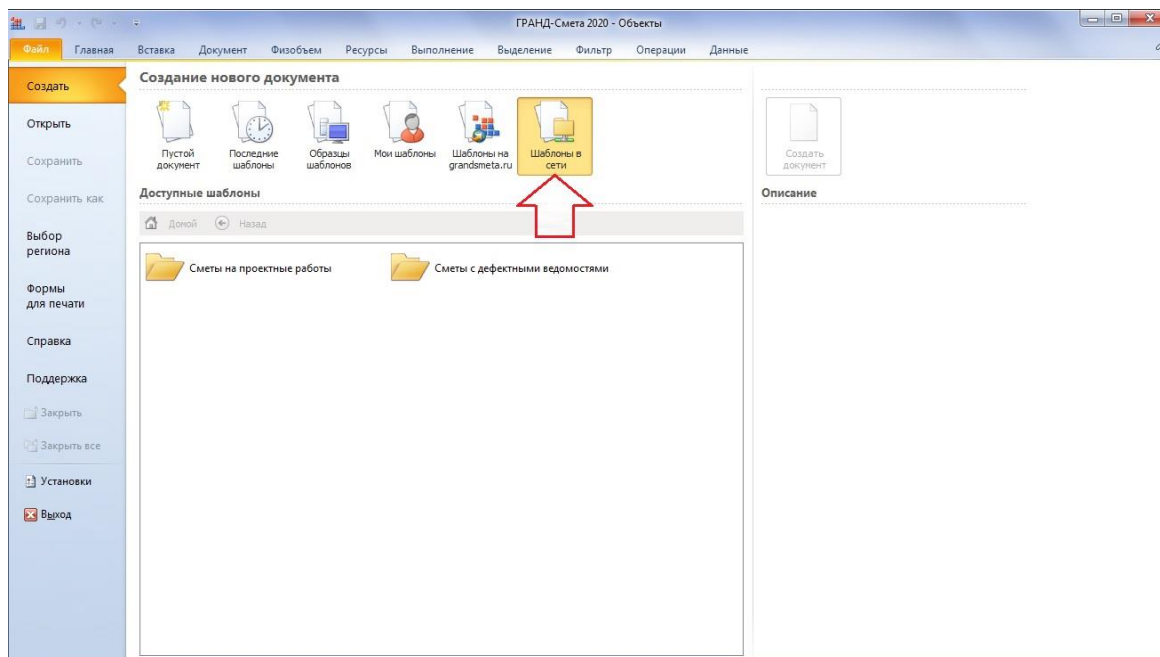 ГРАНД-Смета 2020 - Объекты
Файл Главная Вставка Документ Физобъем Ресурсы Выполнение Выделение Фильтр Операции Данные
Создать
Открыть
Сохранить
Сохранить как
Выбор
региона
Формы
для печати
Справка
Поддержка
Закрыть
Закрыть все
Установки
Выход
Создание нового документа
Пустой
документ
Последние
шаблоны
Образцы
шаблонов
Мои шаблоны
Шаблоны на
grandsmeta.ru
Шаблоны в
сети
Доступные шаблоны
Домой Назад
Сметы на проектные работы
Сметы с дефектными ведомостями
Создать
документ
Описание